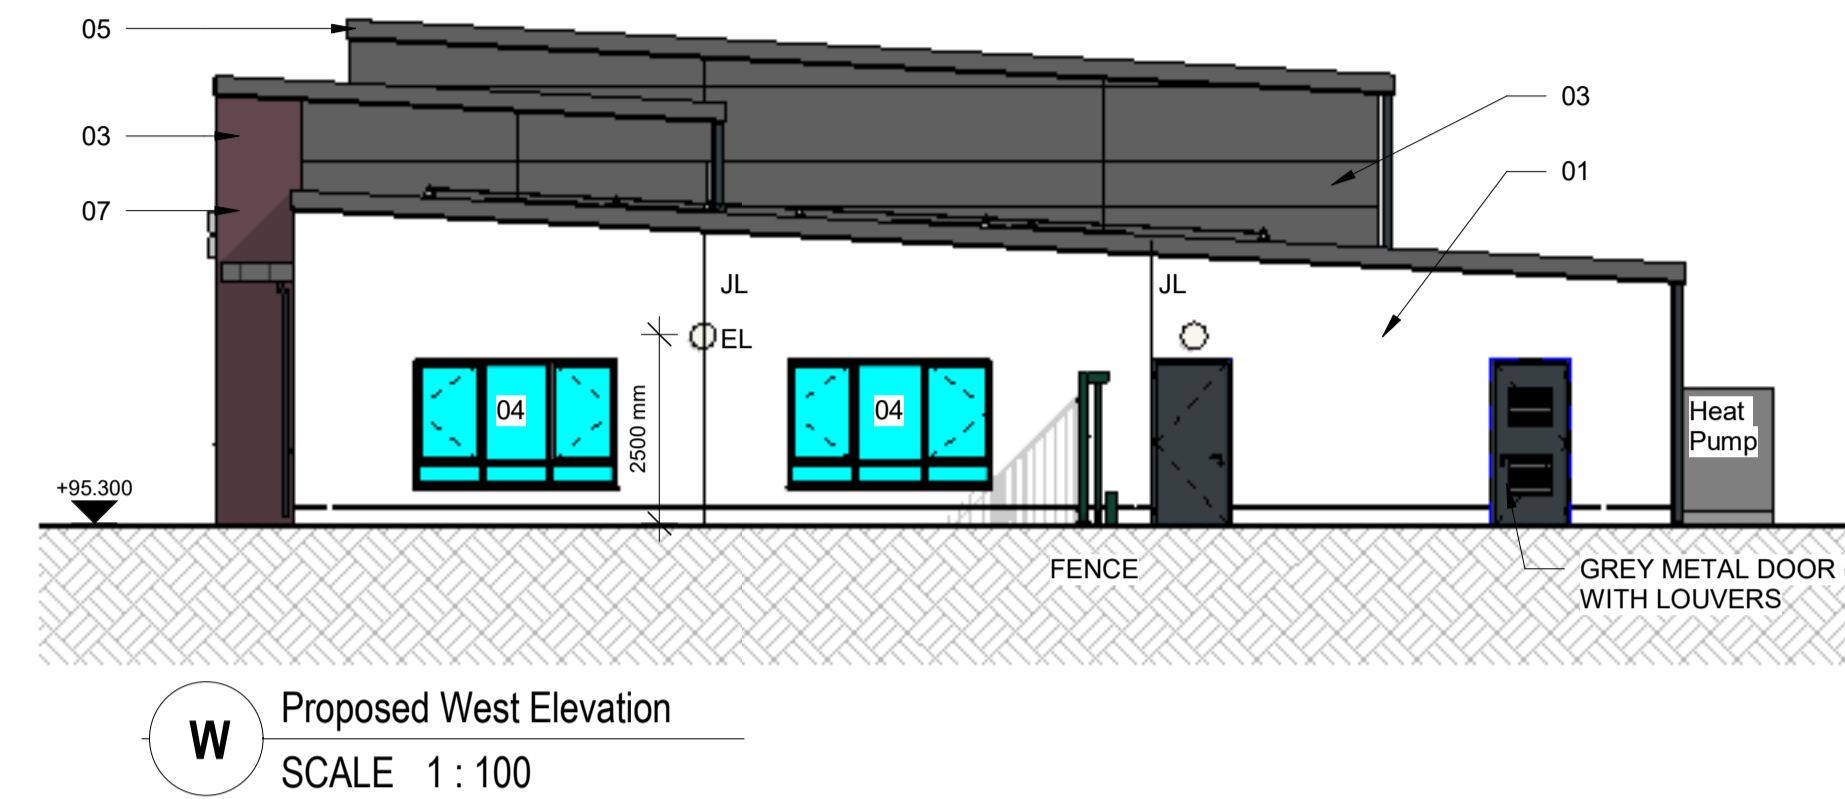 05
03
03
01
07
JL
JL
EL
04
04
2500 mm
Heat
Pump
+95.300
FENCE
GREY METAL DOOR
WITH LOUVERS
W
Proposed West Elevation
SCALE 1 : 100